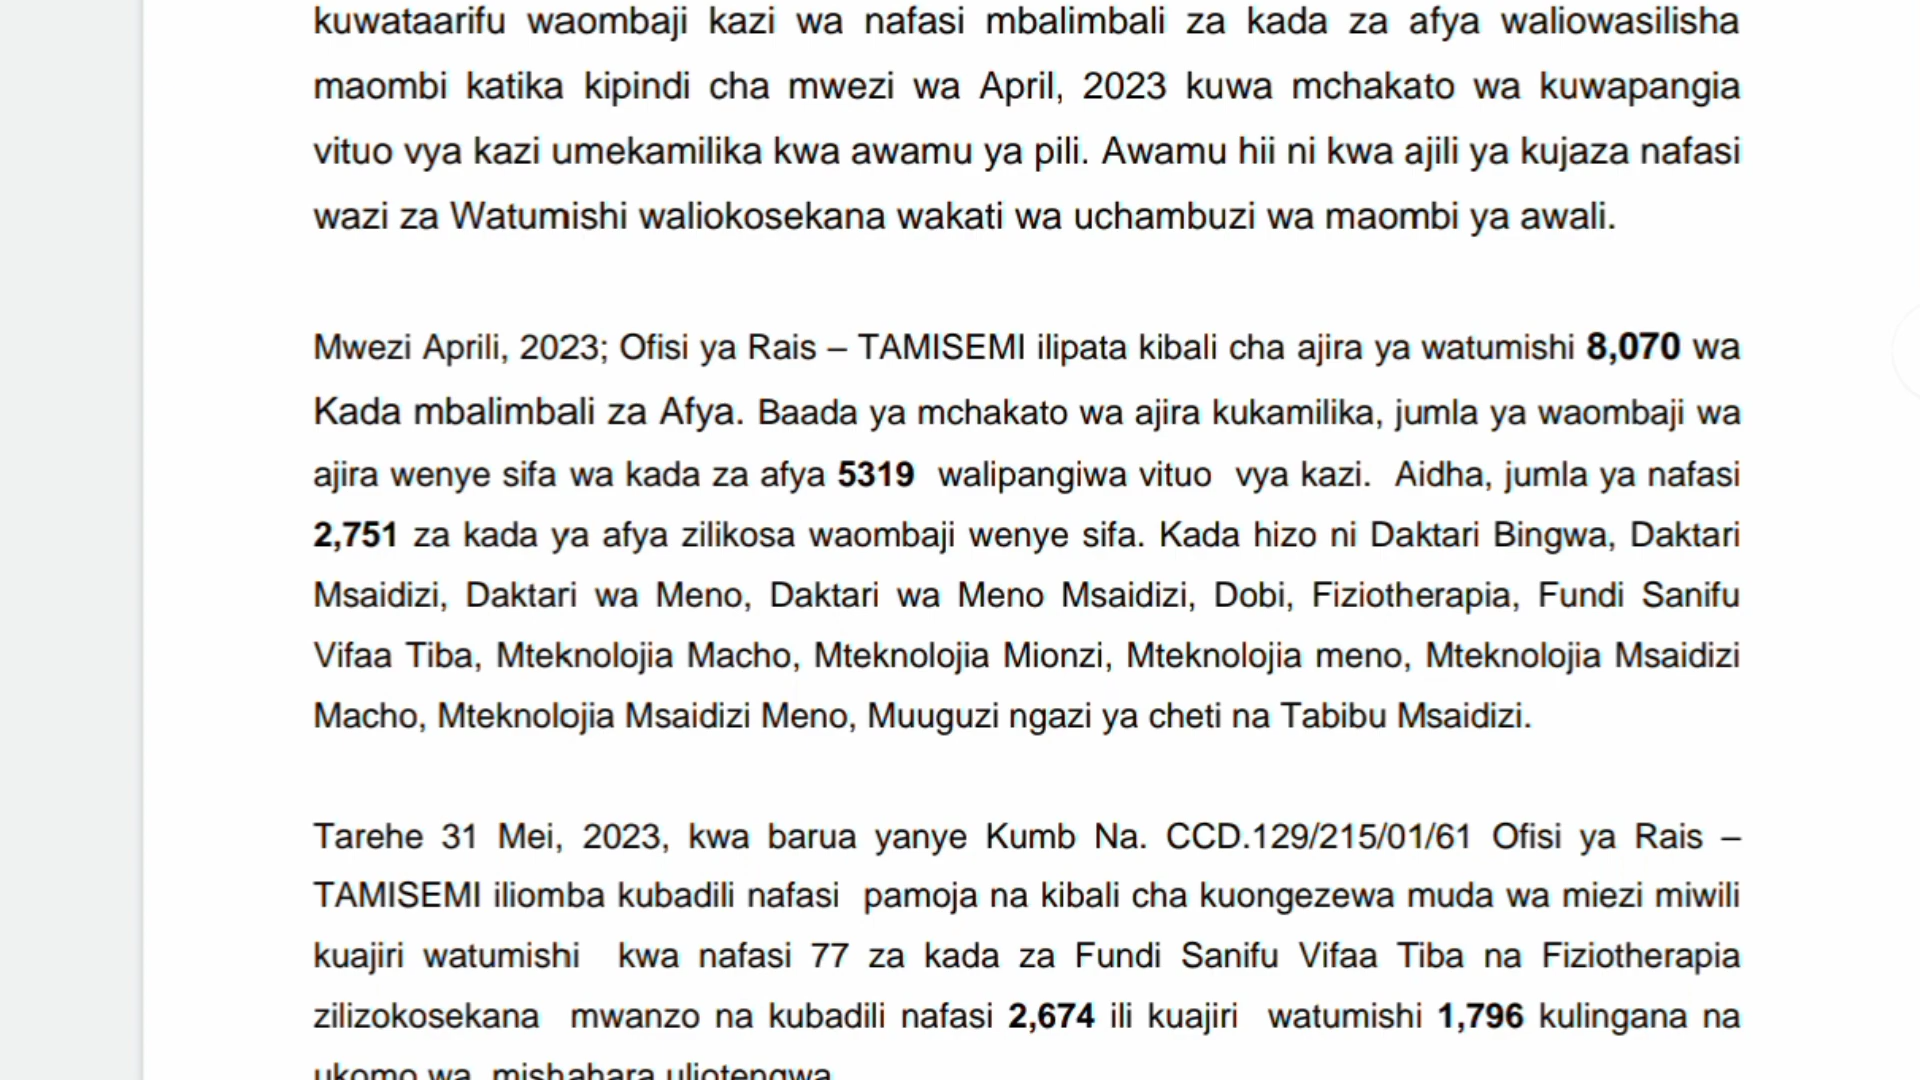 kuwataarifu waombaji kazi wa nafasi mbalimbali za kada za afya waliowasilisha
maombi katika kipindi cha mwezi wa April, 2023 kuwa mchakato wa kuwapangia
vituo vya kazi umekamilika kwa awamu ya pili. Awamu hii ni kwa ajili ya kujaza nafasi
wazi za Watumishi waliokosekana wakati wa uchambuzi wa maombi ya awali.
Mwezi Aprili, 2023; Ofisi ya Rais – TAMISEMI ilipata kibali cha ajira ya watumishi 8,070 wa
Kada mbalimbali za Afya. Baada ya mchakato wa ajira kukamilika, jumla ya waombaji wa
ajira wenye sifa wa kada za afya 5319 walipangiwa vituo vya kazi. Aidha, jumla ya nafasi
2,751 za kada ya afya zilikosa waombaji wenye sifa. Kada hizo ni Daktari Bingwa, Daktari
Msaidizi, Daktari wa Meno, Daktari wa Meno Msaidizi, Dobi, Fiziotherapia, Fundi Sanifu
Vifaa Tiba, Mteknolojia Macho, Mteknolojia Mionzi, Mteknolojia meno, Mteknolojia Msaidizi
Macho, Mteknolojia Msaidizi Meno, Muuguzi ngazi ya cheti na Tabibu Msaidizi.
Tarehe 31 Mei, 2023, kwa barua yanye Kumb Na. CCD.129/215/01/61 Ofisi ya Rais –
TAMISEMI iliomba kubadili nafasi pamoja na kibali cha kuongezewa muda wa miezi miwili
kuajiri watumishi kwa nafasi 77 za kada za Fundi Sanifu Vifaa Tiba na Fiziotherapia
zilizokosekana mwanzo na kubadili nafasi 2,674 ili kuajiri watumishi 1,796 kulingana na
ukomo wa mishahara uliotengwa.